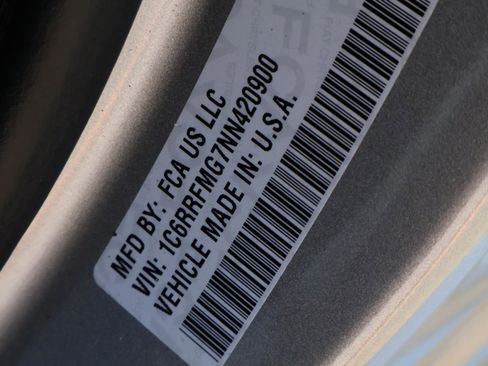 MFD BY: FCA US LLC
VIN: 1C6RRFMG7NN420900
VEHICLE MADE IN: U.S.A.